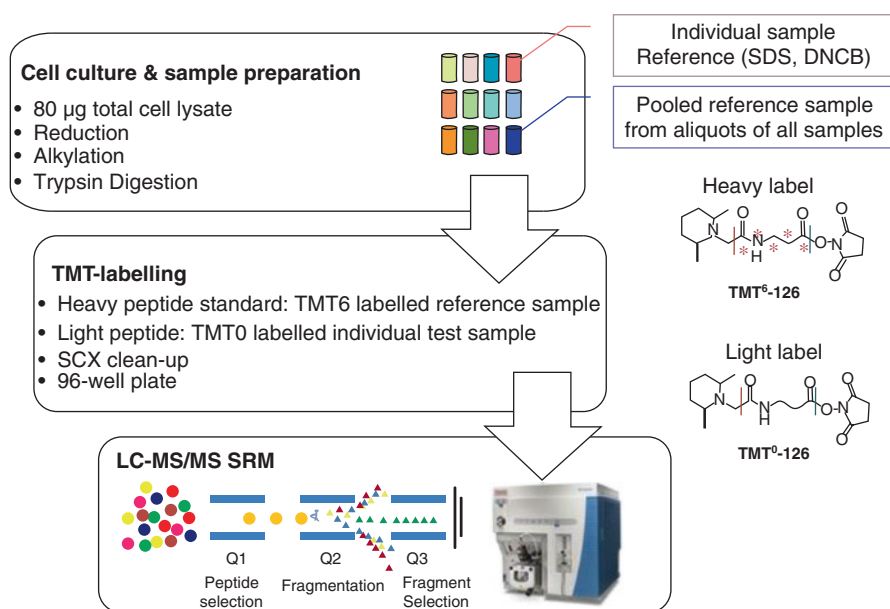 Cell culture & sample preparation
• 80 µg total cell lysate
• Reduction
• Alkylation
• Trypsin Digestion
Individual sample
Reference (SDS, DNCB)
Pooled reference sample
from aliquots of all samples
Heavy label
N
O
N
H
O
O
N
O
O
* * * * *
TMT⁶-126
TMT-labelling
• Heavy peptide standard: TMT6 labelled reference sample
• Light peptide: TMT0 labelled individual test sample
• SCX clean-up
• 96-well plate
Light label
N
O
N
H
O
O
N
O
O
TMT⁰-126
LC-MS/MS SRM
Q1
Q2
Q3
Peptide
selection
Fragmentation
Fragment
Selection